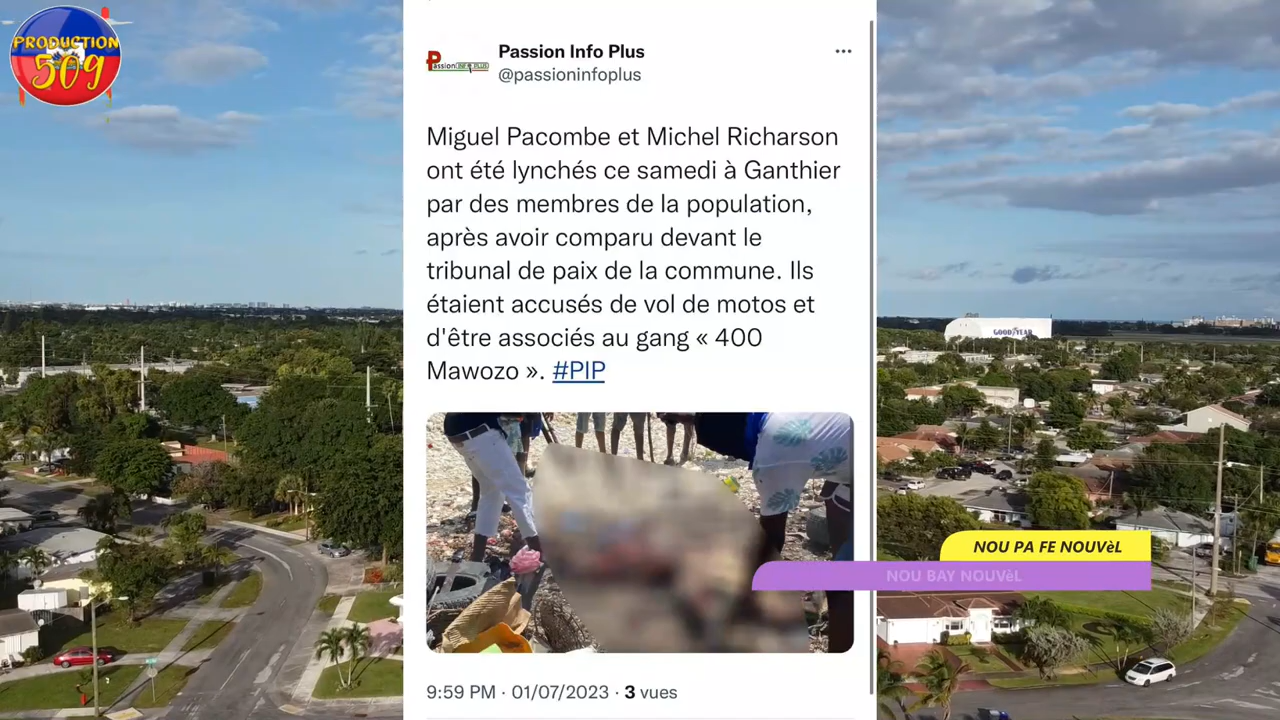 PRODUCTION
509
Passion Info Plus
@passioninfoplus
Miguel Pacombe et Michel Richarson
ont été lynchés ce samedi à Ganthier
par des membres de la population,
après avoir comparu devant le
tribunal de paix de la commune. Ils
étaient accusés de vol de motos et
d'être associés au gang « 400
Mawozo ». #PIP
GOODYEAR
NOU PA FE NOUVèL
NOU BAY NOUVèL
9:59 PM · 01/07/2023 · 3 vues